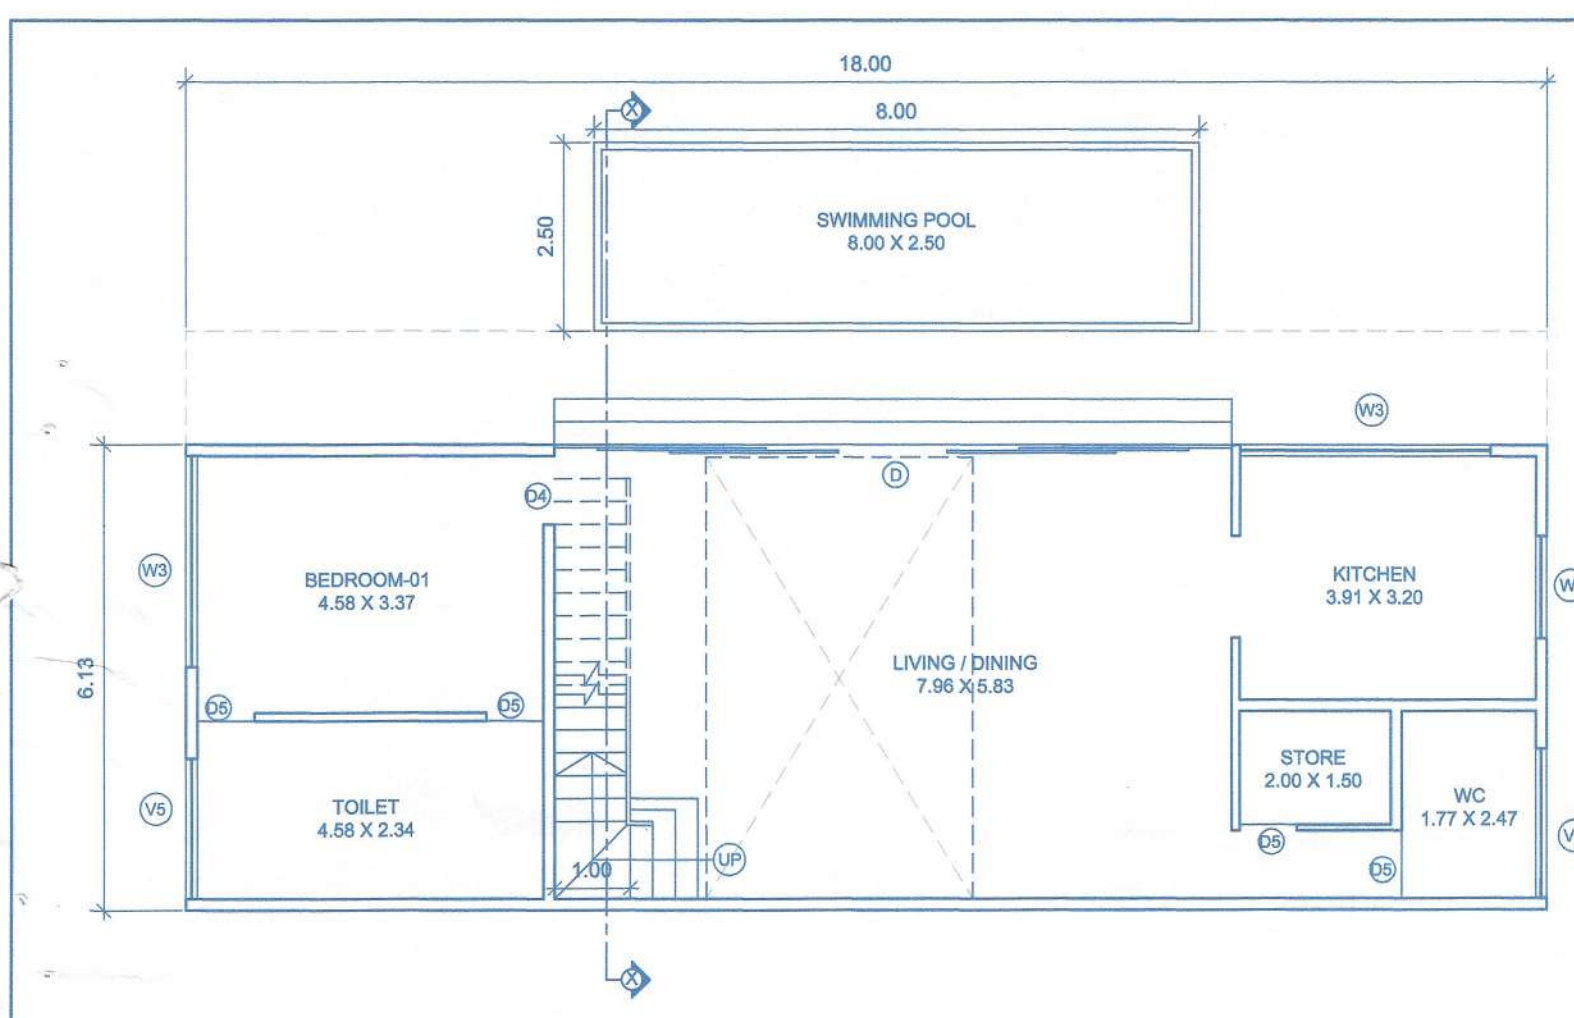 18.00
X
8.00
2.50
SWIMMING POOL
8.00 X 2.50
W3
D
D4
W3
BEDROOM-01
4.58 X 3.37
KITCHEN
3.91 X 3.20
W
6.13
LIVING / DINING
7.96 X 5.83
D5
D5
STORE
2.00 X 1.50
TOILET
4.58 X 2.34
V5
WC
1.77 X 2.47
V
D5
UP
1.00
D5
X